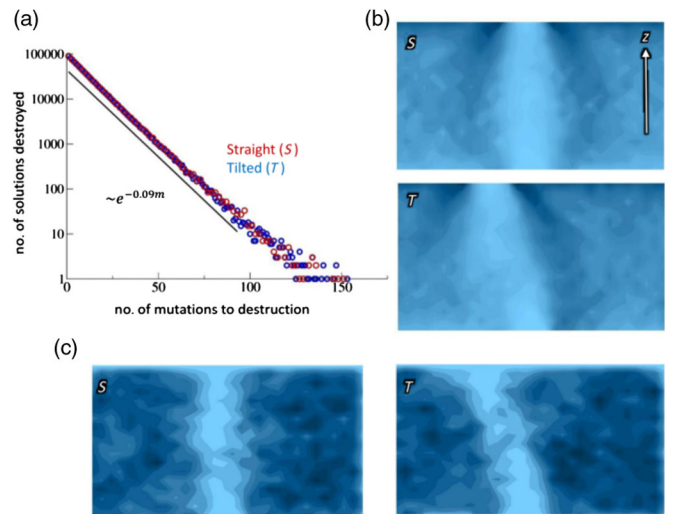 (a)
100000
10000
1000
100
10
1
no. of solutions destroyed
Straight (S)
Tilted (T)
~e^{-0.09m}
0
50
100
150
no. of mutations to destruction
(b)
S
z
T
(c)
S
T